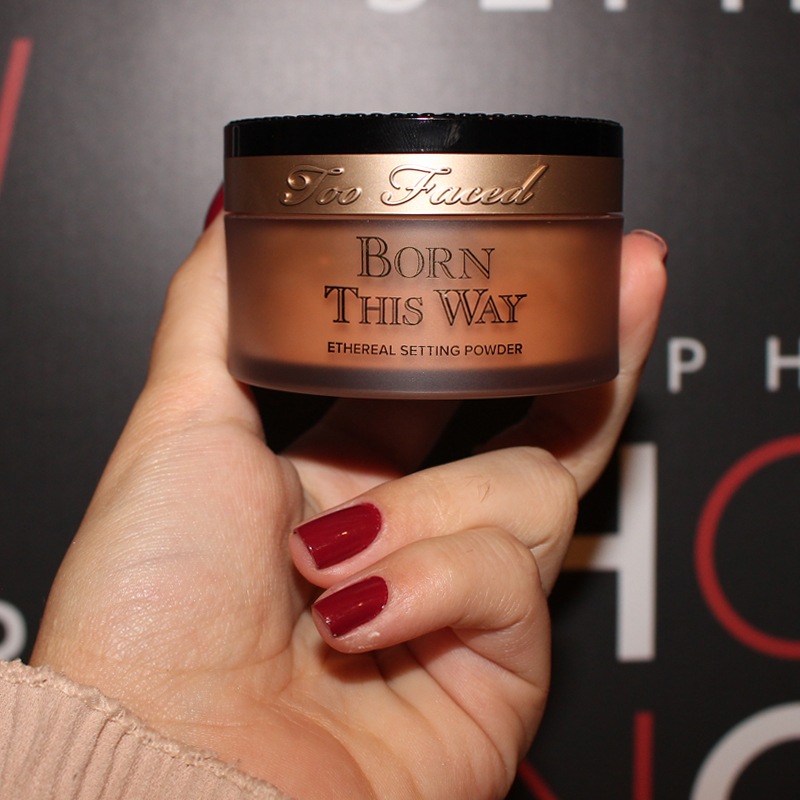 Too Faced
BORN
THIS WAY
ETHEREAL SETTING POWDER
P H
H